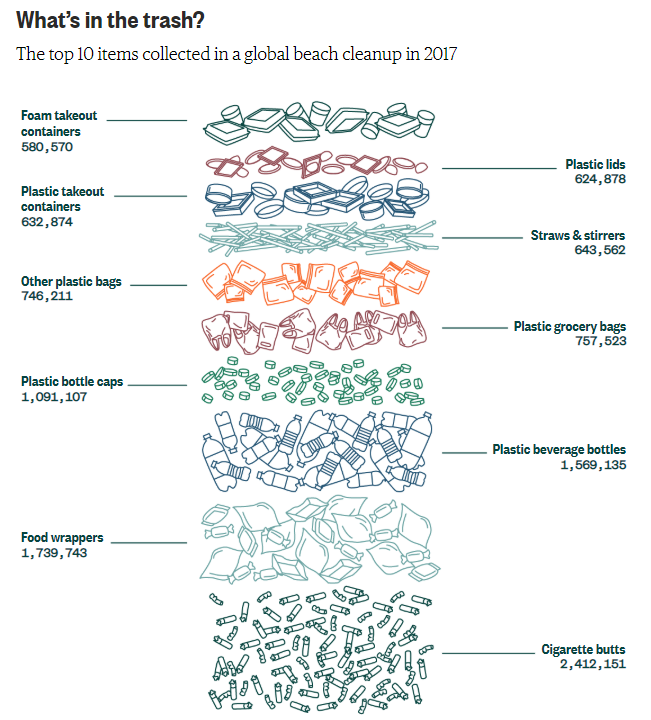 What's in the trash?
The top 10 items collected in a global beach cleanup in 2017
Foam takeout
containers
580,570
Plastic lids
624,878
Plastic takeout
containers
632,874
Straws & stirrers
643,562
Other plastic bags
746,211
Plastic grocery bags
757,523
Plastic bottle caps
1,091,107
Plastic beverage bottles
1,569,135
Food wrappers
1,739,743
Cigarette butts
2,412,151